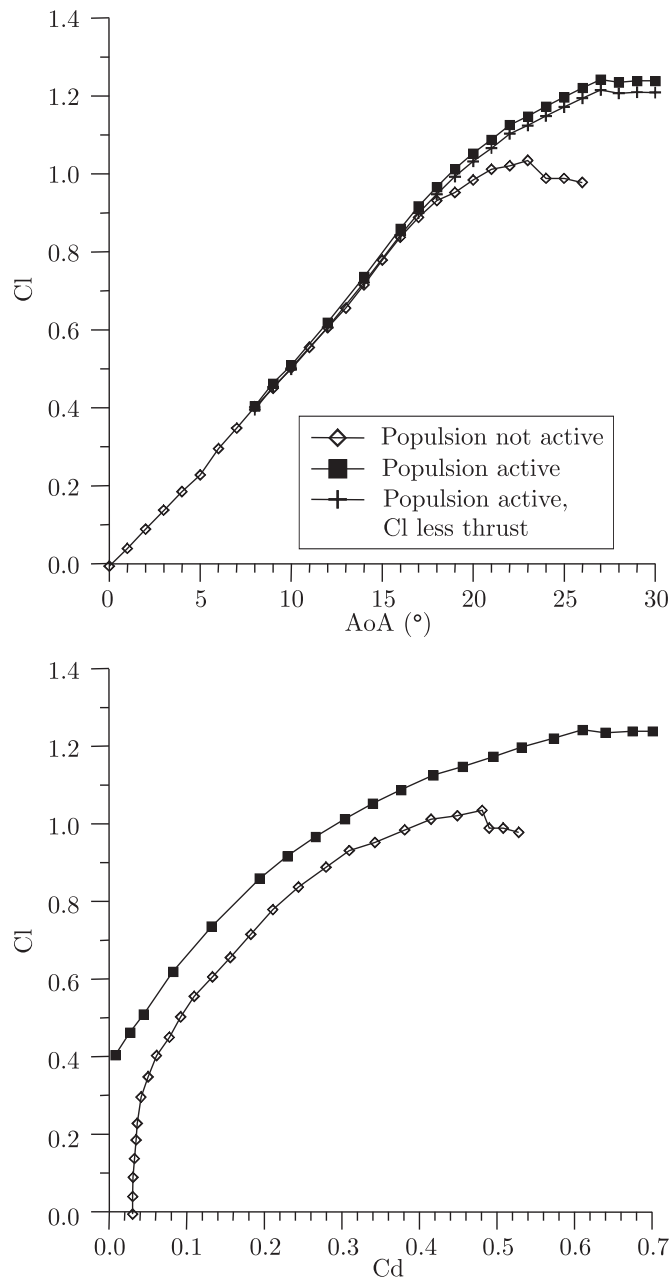 1.4
1.2
1.0
0.8
0.6
0.4
0.2
0.0
Cl
Populsion not active
Populsion active
Populsion active,
Cl less thrust
0 5 10 15 20 25 30
AoA (°)
1.4
1.2
1.0
0.8
0.6
0.4
0.2
0.0
Cl
0.0 0.1 0.2 0.3 0.4 0.5 0.6 0.7
Cd